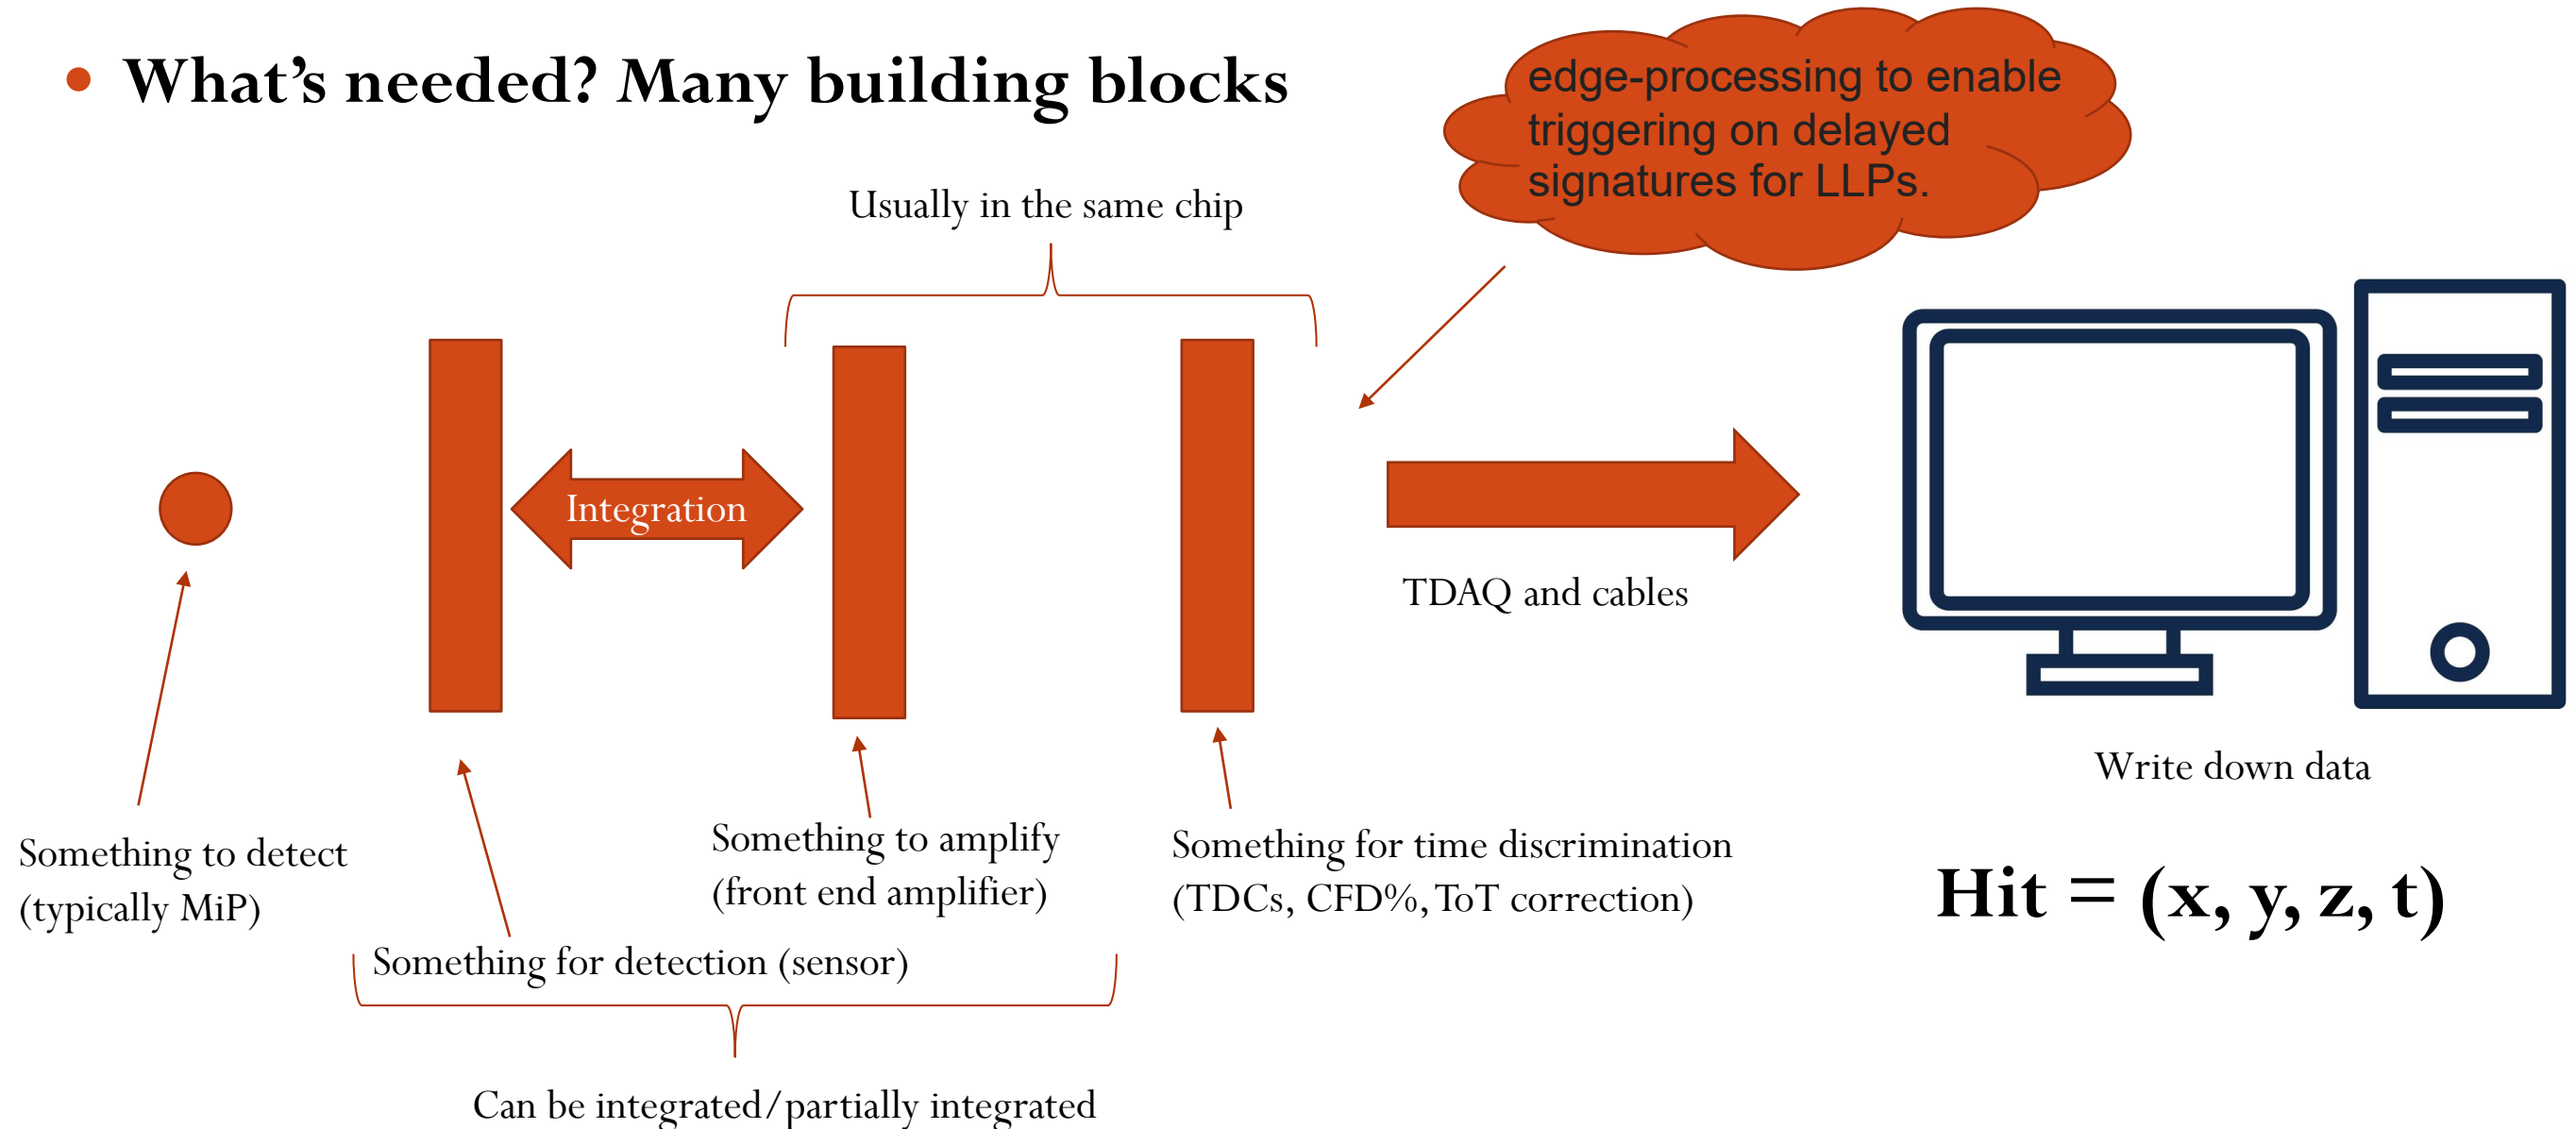 What’s needed? Many building blocks
edge-processing to enable
triggering on delayed
signatures for LLPs.
Usually in the same chip
Integration
TDAQ and cables
Write down data
Something to detect
(typically MiP)
Something to amplify
(front end amplifier)
Something for time discrimination
(TDCs, CFD%, ToT correction)
Hit = (x, y, z, t)
Something for detection (sensor)
Can be integrated/partially integrated